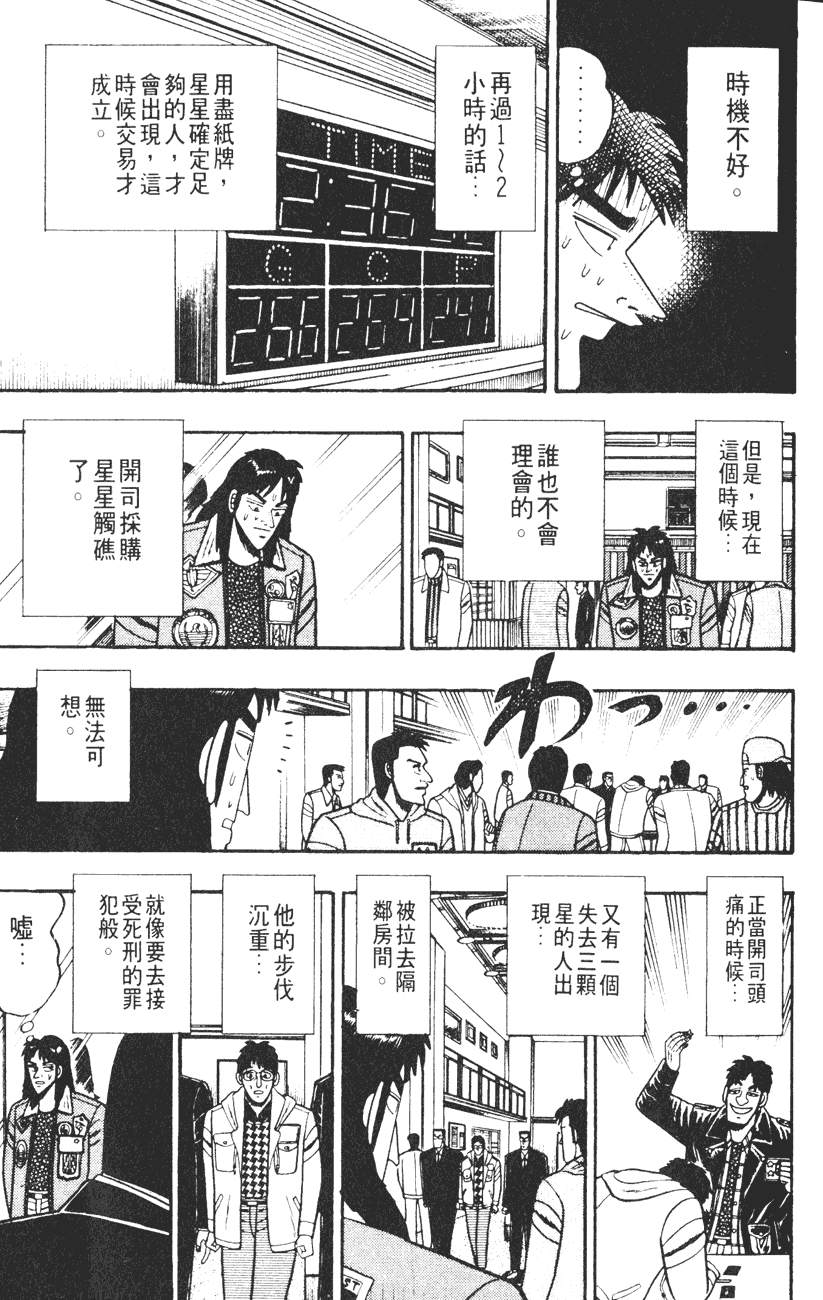 時機不好。
………
再過1~2
小時的話…
用盡紙牌，
星星確定足
夠的人，才
會出現，這
時候交易才
成立。
TIME
G C P
266 269 291
但是，現在
這個時候…
誰也不會
理會的。
開司採購
星星觸礁
了。
わっ・・・・
無法可
想。
正當開司頭
痛的時候…
又有一個
失去三顆
星的人出
現…
被拉去隔
鄰房間。
他的步伐
沉重…
就像要去接
受死刑的罪
犯般。
噓…